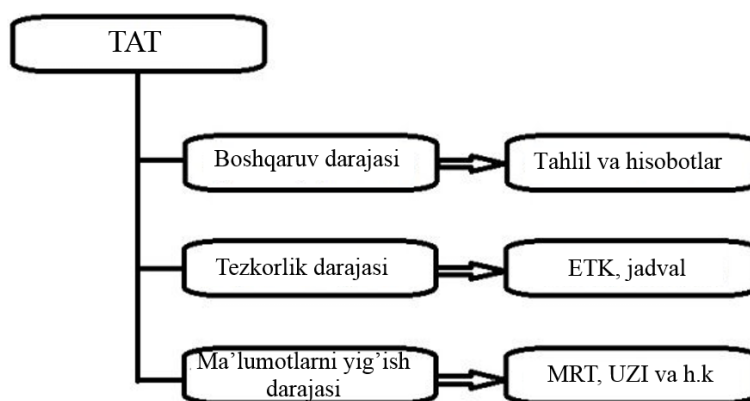 TAT
Boshqaruv darajasi
Tahlil va hisobotlar
Tezkorlik darajasi
ETK, jadval
Ma’lumotlarni yig’ish
darajasi
MRT, UZI va h.k